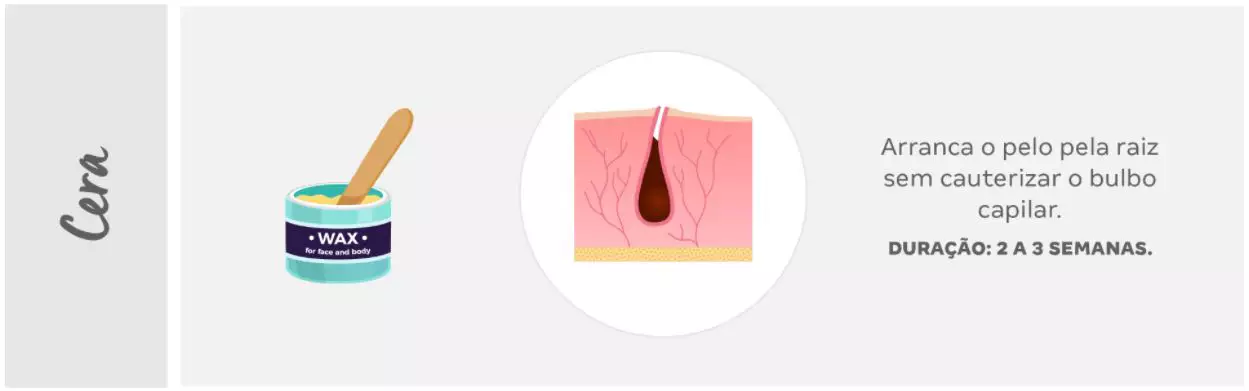 Cera
• WAX •
for face and body
Arranca o pelo pela raiz
sem cauterizar o bulbo
capilar.
DURAÇÃO: 2 A 3 SEMANAS.